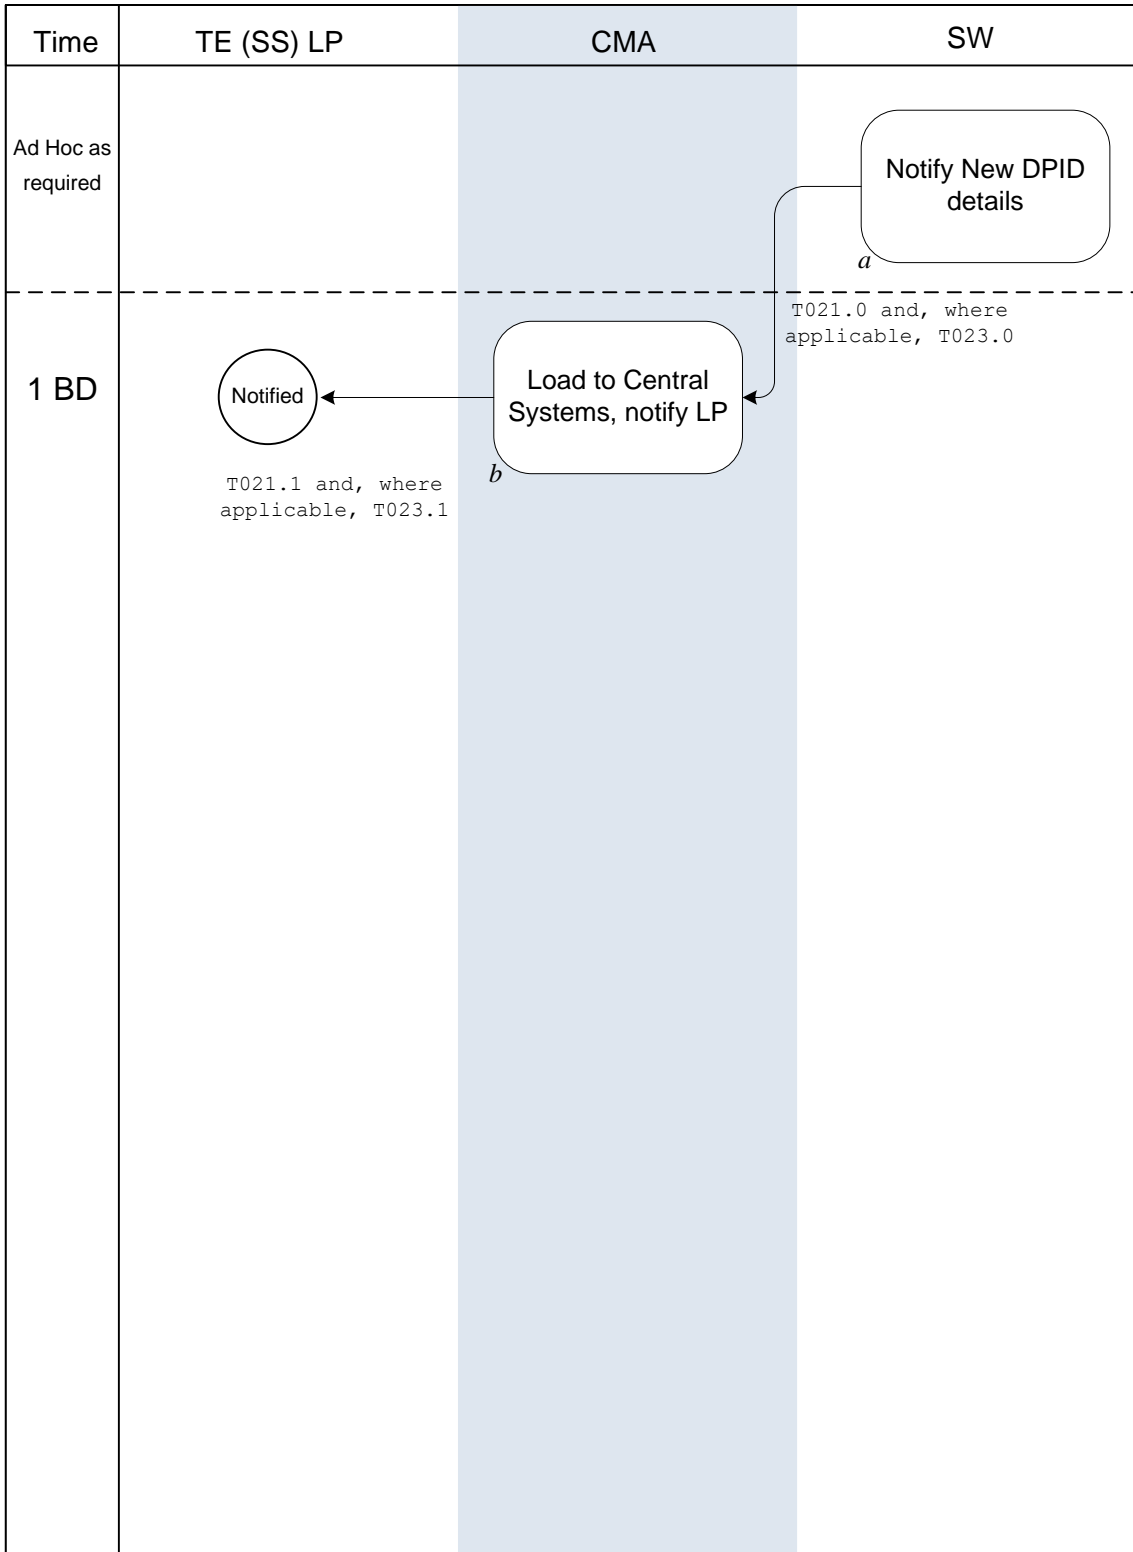 Time
TE (SS) LP
CMA
SW
Ad Hoc as
required
Notify New DPID
details
a
T021.0 and, where
applicable, T023.0
1 BD
Notified
Load to Central
Systems, notify LP
b
T021.1 and, where
applicable, T023.1